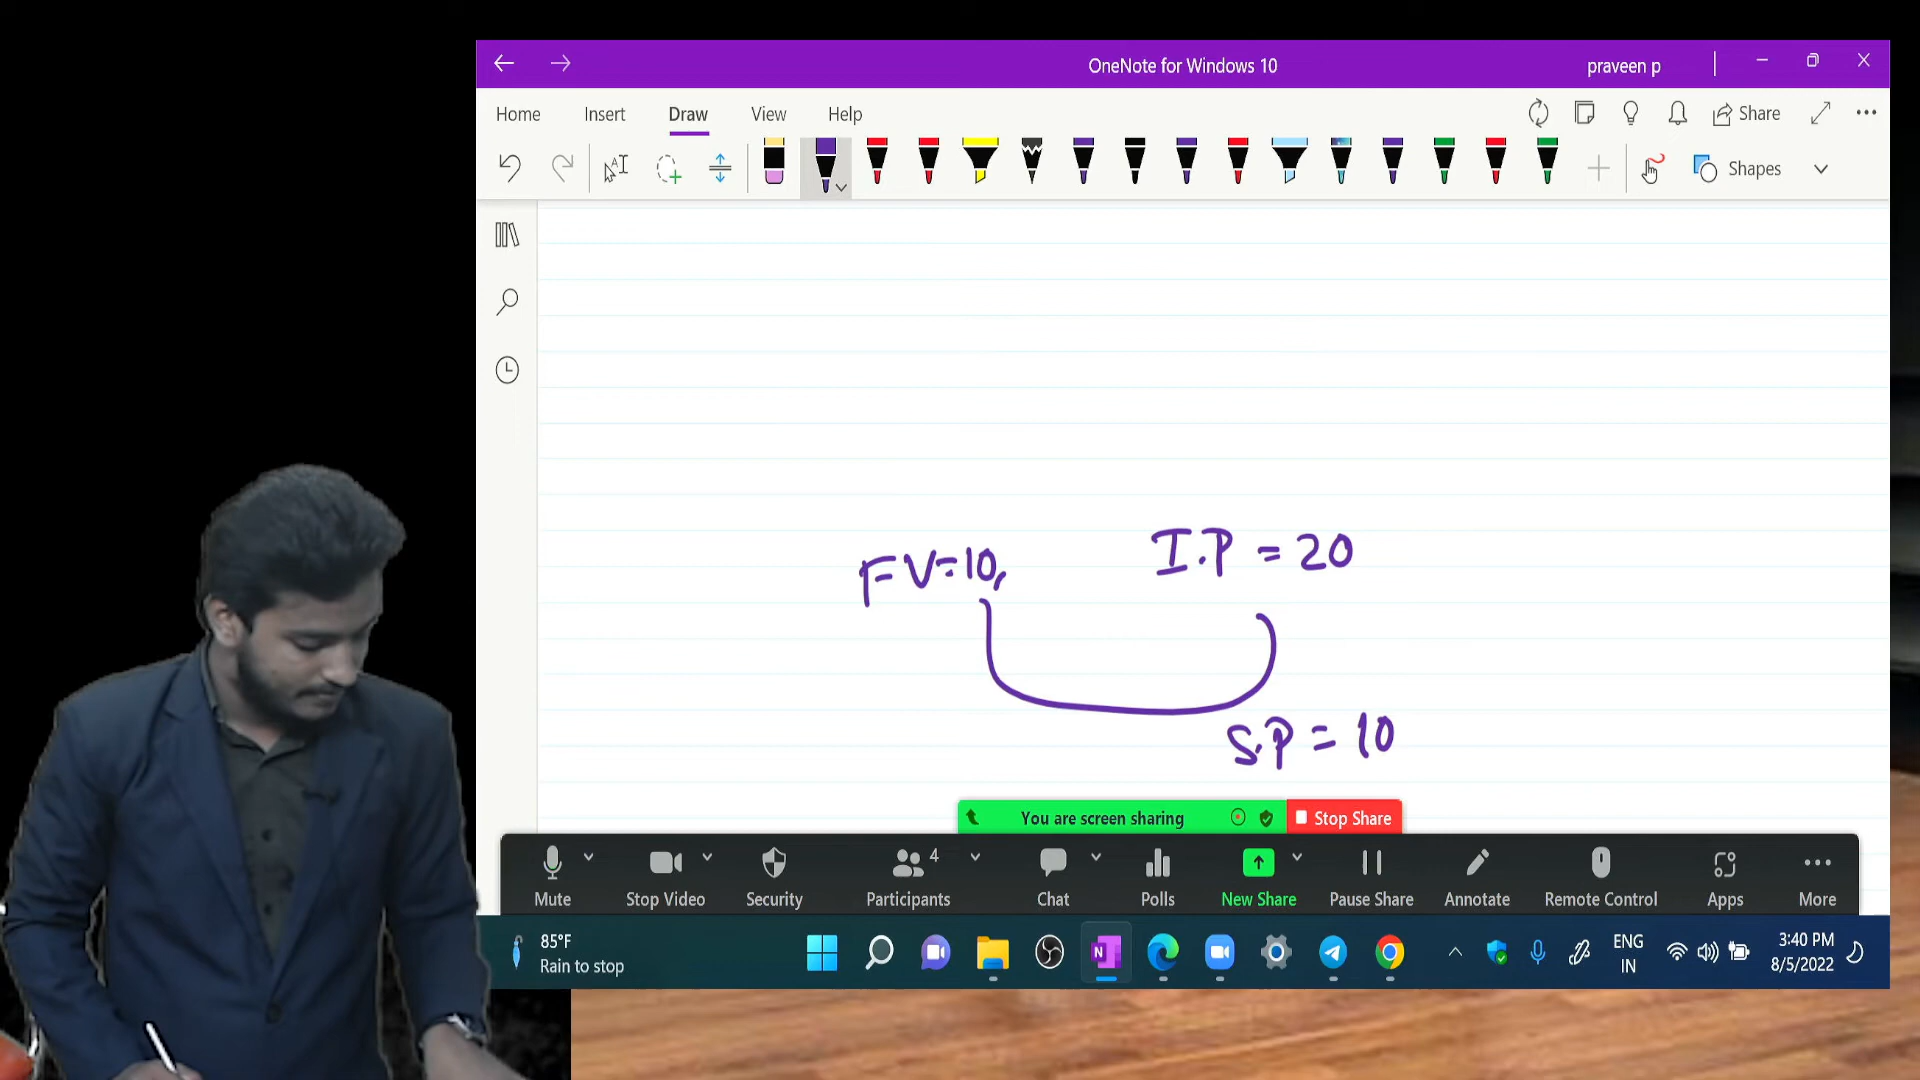 OneNote for Windows 10
praveen p
Home Insert Draw View Help
Share
Shapes
FV=10,
I.P = 20
S.P = 10
You are screen sharing
Stop Share
4
Mute Stop Video Security Participants Chat Polls New Share Pause Share Annotate Remote Control Apps More
85°F
Rain to stop
ENG
IN
3:40 PM
8/5/2022